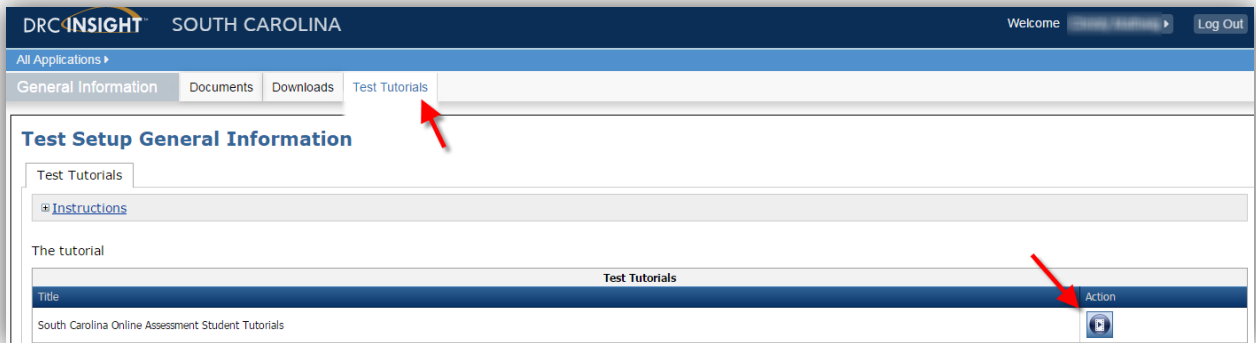 DRC INSIGHT™ SOUTH CAROLINA Welcome Log Out
All Applications
General Information Documents Downloads Test Tutorials
Test Setup General Information
Test Tutorials
Instructions
The tutorial
Test Tutorials
Title Action
South Carolina Online Assessment Student Tutorials